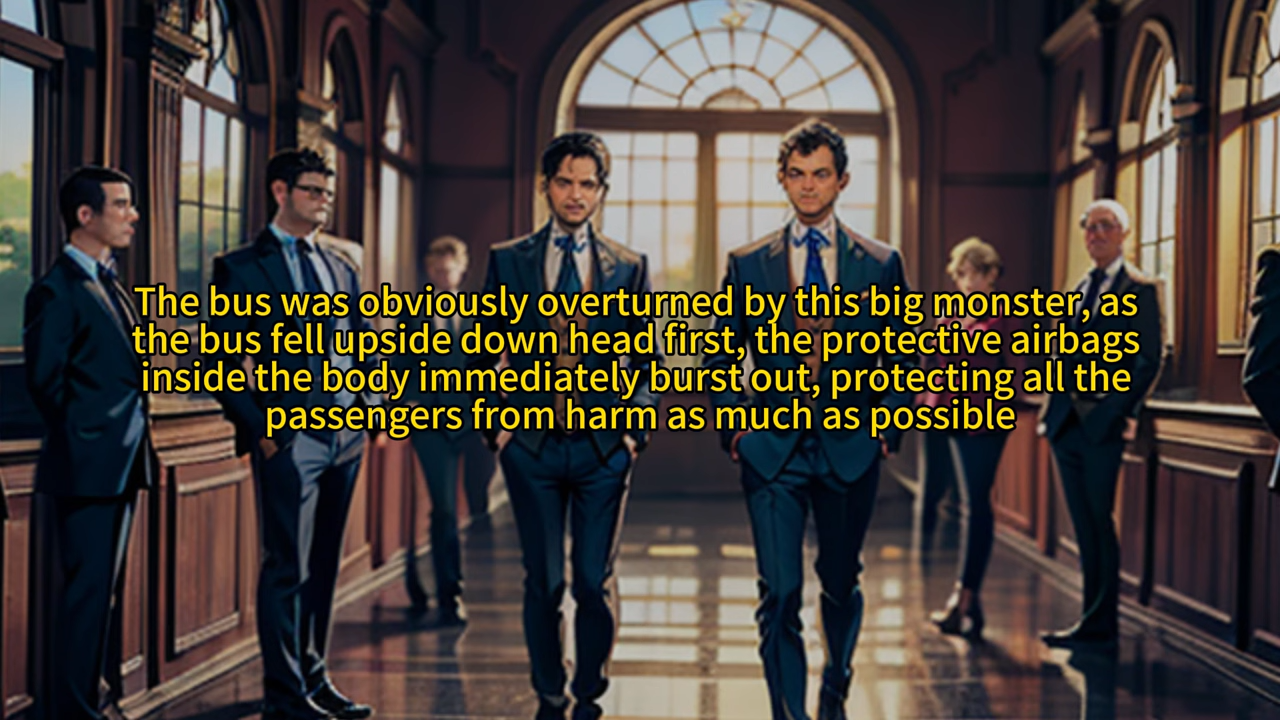 The bus was obviously overturned by this big monster, as
the bus fell upside down head first, the protective airbags
inside the body immediately burst out, protecting all the
passengers from harm as much as possible